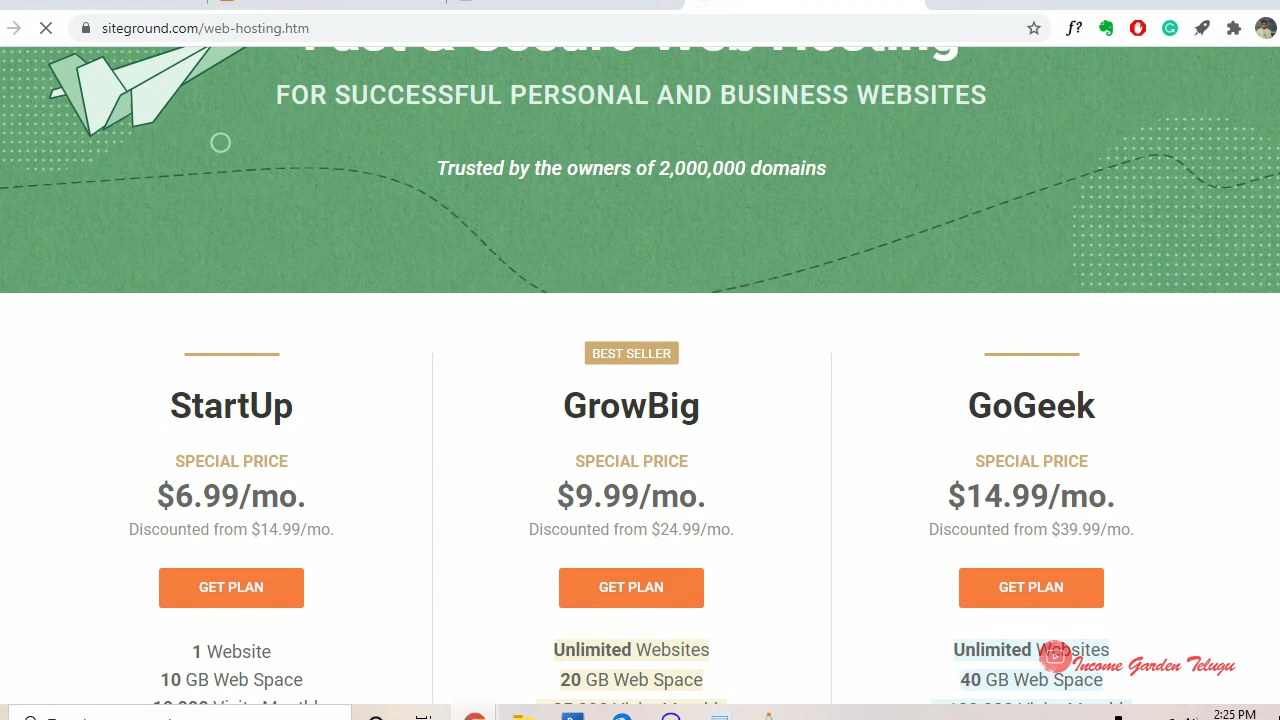 siteground.com/web-hosting.htm
f?
Fast & Secure Web Hosting
FOR SUCCESSFUL PERSONAL AND BUSINESS WEBSITES
Trusted by the owners of 2,000,000 domains
StartUp
SPECIAL PRICE
$6.99/mo.
Discounted from $14.99/mo.
GET PLAN
1 Website
10 GB Web Space
BEST SELLER
GrowBig
SPECIAL PRICE
$9.99/mo.
Discounted from $24.99/mo.
GET PLAN
Unlimited Websites
20 GB Web Space
GoGeek
SPECIAL PRICE
$14.99/mo.
Discounted from $39.99/mo.
GET PLAN
Unlimited Websites
40 GB Web Space
Income Garden Telugu
2:25 PM